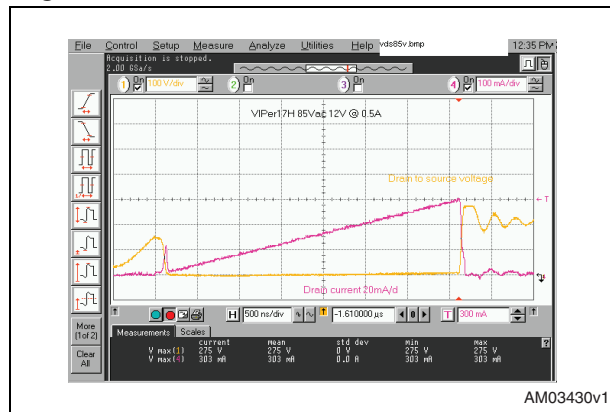 File Control Setup Measure Analyze Utilities Help vds85v.bmp 12:35 PM
Acquisition is stopped.
2.00 GSa/s
1 On 100 V/div 2 On 3 On 4 On 100 mA/div
VIPer17H 85Vac 12V @ 0.5A
Drain to source voltage
T
Drain current 20mA/d
H 500 ns/div -1.610000 µs 0 T 300 mA
More
(1of 2)
Clear
All
Measurements Scales
current mean std dev min max
V max(1) 275 V 275 V 0 V 275 V 275 V
V max(4) 303 mA 303 mA 0.0 A 303 mA 303 mA
AM03430v1